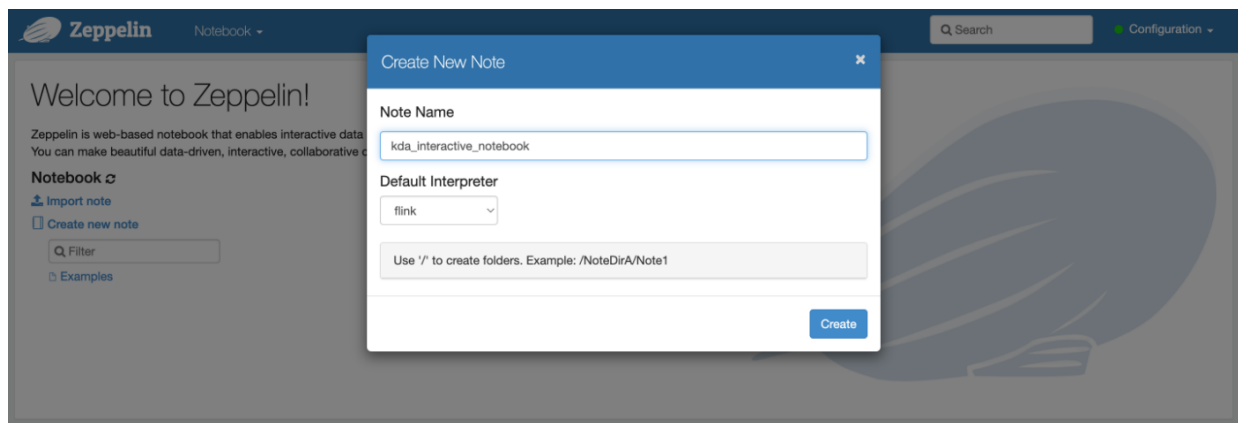 Zeppelin Notebook Search Configuration
Create New Note ×
Welcome to Zeppelin!
Zeppelin is web-based notebook that enables interactive data
You can make beautiful data-driven, interactive, collaborative
Notebook
Import note
Create new note
Filter
Examples
Note Name
kda_interactive_notebook
Default Interpreter
flink
Use '/' to create folders. Example: /NoteDirA/Note1
Create